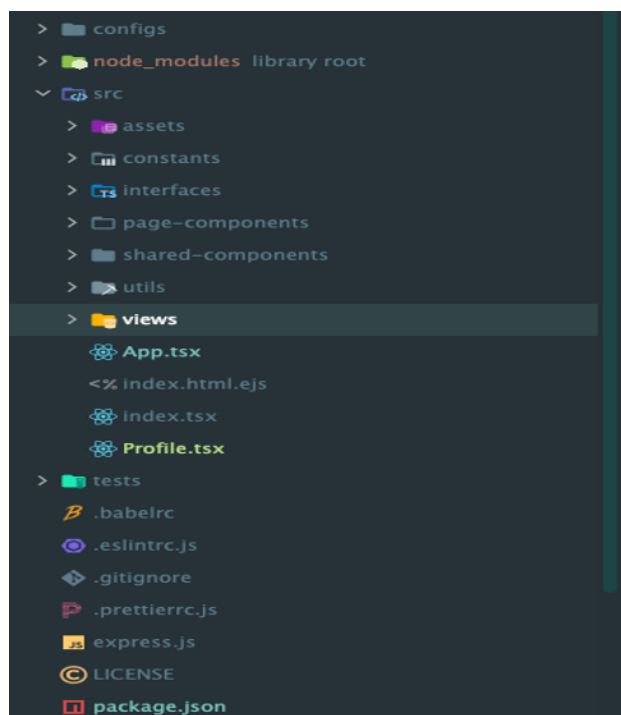 configs
node_modules library root
src
assets
constants
interfaces
page-components
shared-components
utils
views
App.tsx
<% index.html.ejs
index.tsx
Profile.tsx
tests
.babelrc
.eslintrc.js
.gitignore
.prettierrc.js
express.js
LICENSE
package.json